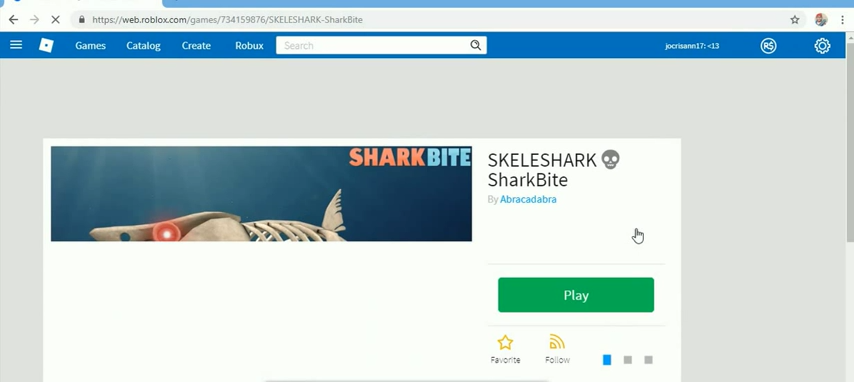 https://web.roblox.com/games/734159876/SKELESHARK-SharkBite
Games Catalog Create Robux Search jocrisann17: <13 R$
SHARKBITE
SKELESHARK
SharkBite
By Abracadabra
Play
Favorite Follow